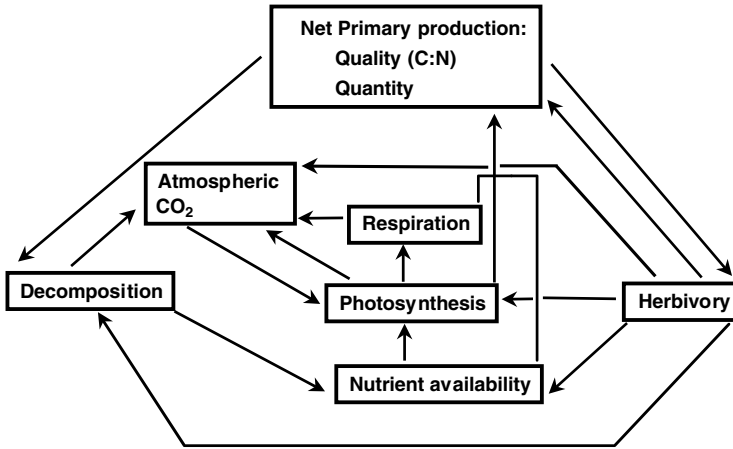 Net Primary production:
Quality (C:N)
Quantity
Atmospheric
CO₂
Respiration
Decomposition
Photosynthesis
Herbivory
Nutrient availability